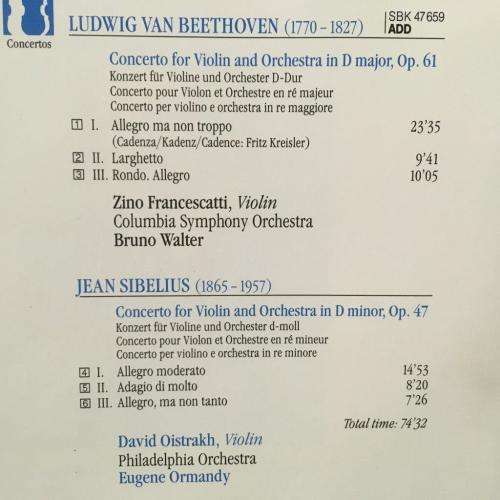 Concertos
LUDWIG VAN BEETHOVEN (1770 – 1827)
SBK 47659
ADD
Concerto for Violin and Orchestra in D major, Op. 61
Konzert für Violine und Orchester D-Dur
Concerto pour Violon et Orchestre en ré majeur
Concerto per violino e orchestra in re maggiore
1 I. Allegro ma non troppo 23'35
(Cadenza/Kadenz/Cadence: Fritz Kreisler)
2 II. Larghetto 9'41
3 III. Rondo. Allegro 10'05
Zino Francescatti, Violin
Columbia Symphony Orchestra
Bruno Walter
JEAN SIBELIUS (1865 – 1957)
Concerto for Violin and Orchestra in D minor, Op. 47
Konzert für Violine und Orchester d-moll
Concerto pour Violon et Orchestre en ré mineur
Concerto per violino e orchestra in re minore
4 I. Allegro moderato 14'53
5 II. Adagio di molto 8'20
6 III. Allegro, ma non tanto 7'26
Total time: 74'32
David Oistrakh, Violin
Philadelphia Orchestra
Eugene Ormandy